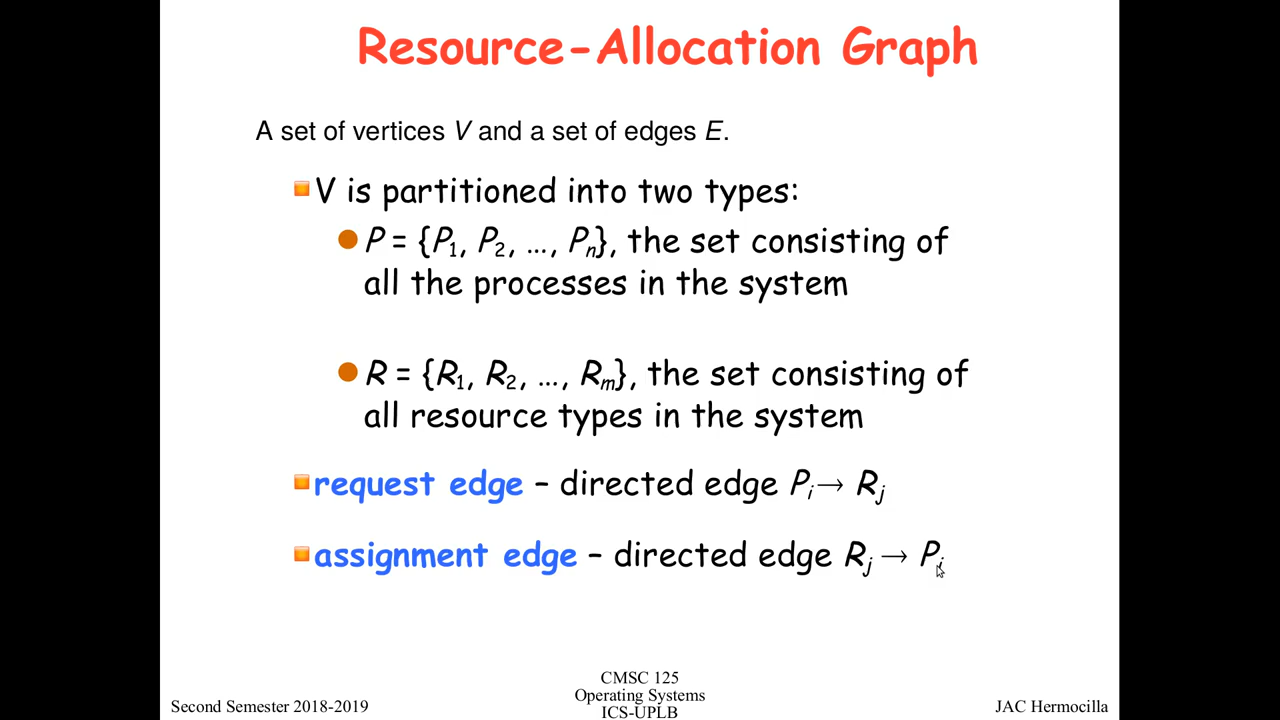 Resource-Allocation Graph
A set of vertices V and a set of edges E.
V is partitioned into two types:
P = {P1, P2, …, Pn}, the set consisting of
all the processes in the system
R = {R1, R2, …, Rm}, the set consisting of
all resource types in the system
request edge – directed edge Pi → Rj
assignment edge – directed edge Rj → Pi
Second Semester 2018-2019
CMSC 125
Operating Systems
ICS-UPLB
JAC Hermocilla